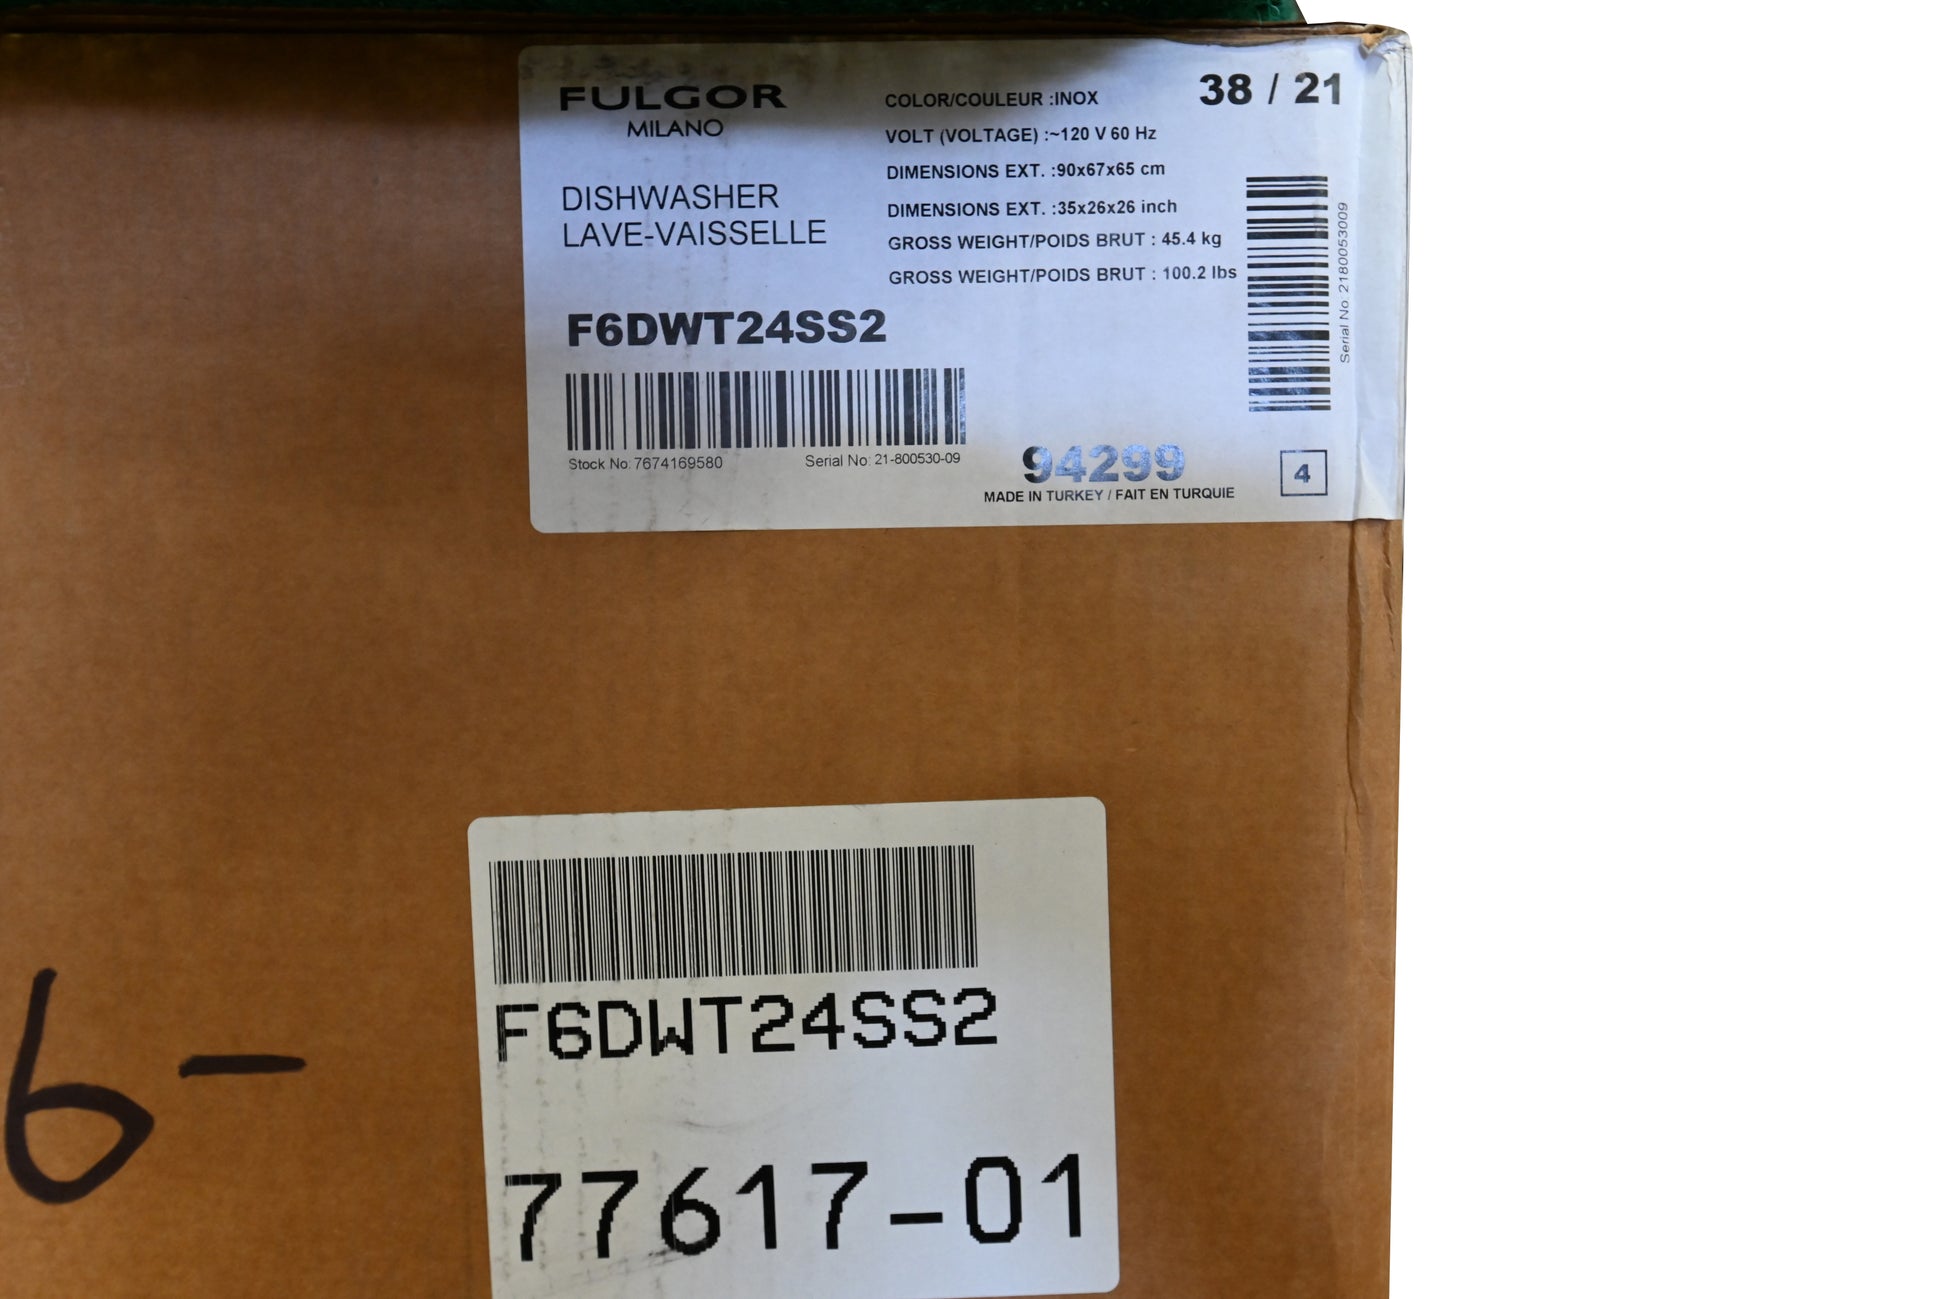 FULGOR
MILANO
DISHWASHER
LAVE-VAISSELLE
F6DWT24SS2
Stock No: 7674169580
Serial No: 21-800530-09
COLOR/COULEUR :INOX
VOLT (VOLTAGE) :~120 V 60 Hz
DIMENSIONS EXT. :90x67x65 cm
DIMENSIONS EXT. :35x26x26 inch
GROSS WEIGHT/POIDS BRUT : 45.4 kg
GROSS WEIGHT/POIDS BRUT : 100.2 lbs
38 / 21
Serial No. 2180053009
94299
MADE IN TURKEY / FAIT EN TURQUIE
4
F6DWT24SS2
77617-01
6-